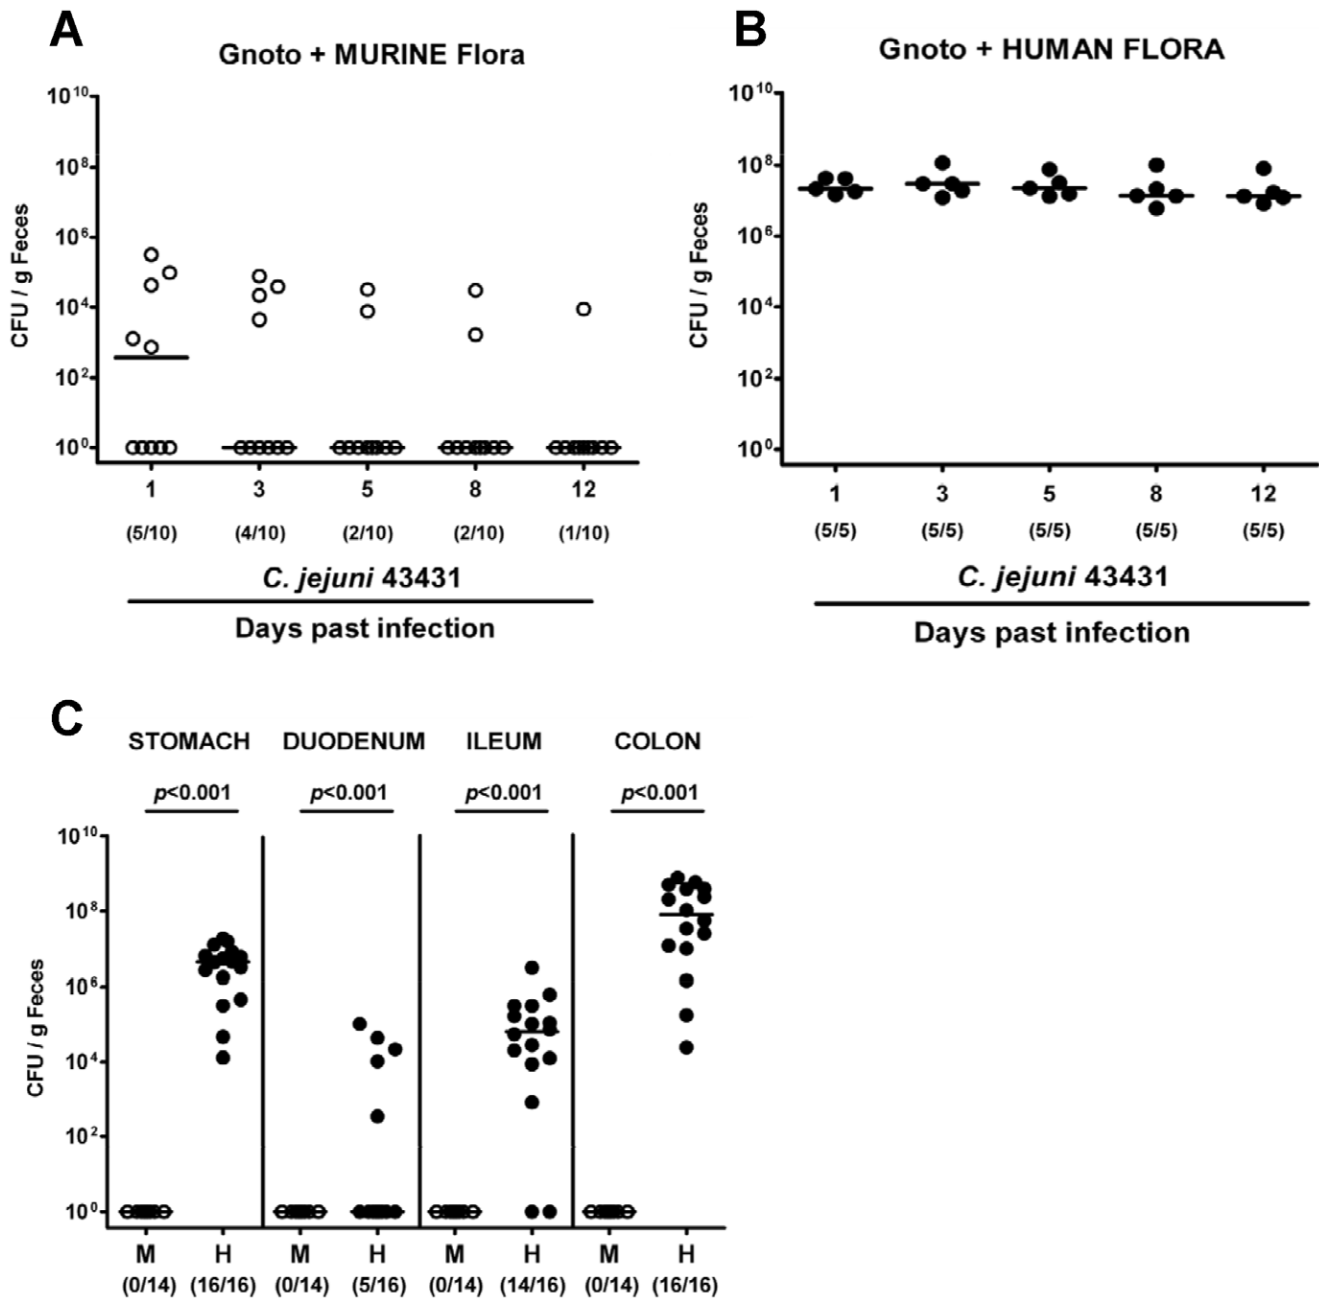 A
Gnoto + MURINE Flora
CFU / g Feces
10^10
10^8
10^6
10^4
10^2
10^0
1 3 5 8 12
(5/10) (4/10) (2/10) (2/10) (1/10)
C. jejuni 43431
Days past infection
B
Gnoto + HUMAN FLORA
CFU / g Feces
10^10
10^8
10^6
10^4
10^2
10^0
1 3 5 8 12
(5/5) (5/5) (5/5) (5/5) (5/5)
C. jejuni 43431
Days past infection
C
STOMACH DUODENUM ILEUM COLON
p<0.001 p<0.001 p<0.001 p<0.001
CFU / g Feces
10^10
10^8
10^6
10^4
10^2
10^0
M H M H M H M H
(0/14) (16/16) (0/14) (5/16) (0/14) (14/16) (0/14) (16/16)